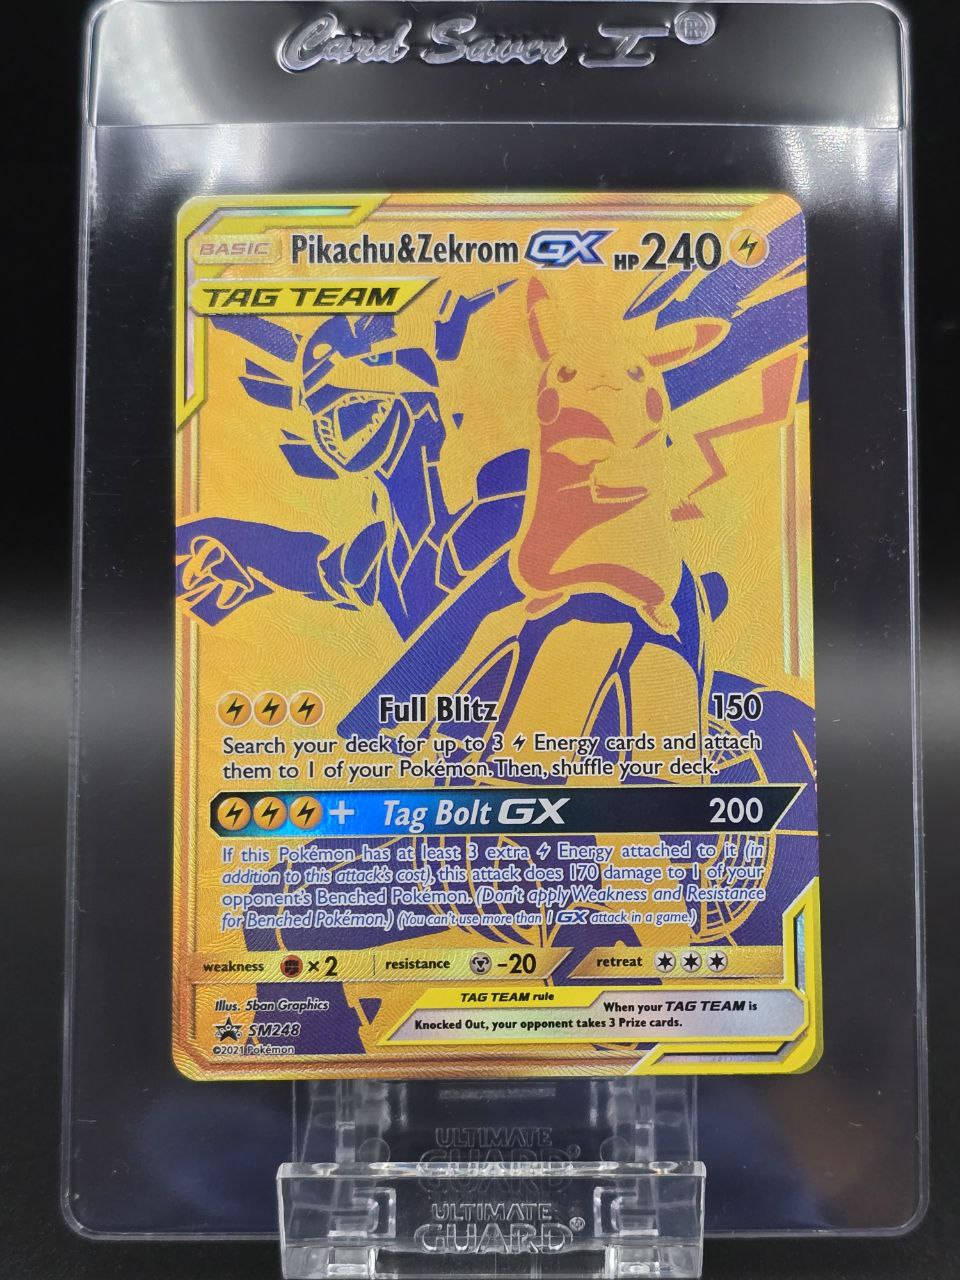 Card Saver I®
BASIC Pikachu&Zekrom GX HP240
TAG TEAM
Full Blitz 150
Search your deck for up to 3 Energy cards and attach
them to 1 of your Pokémon. Then, shuffle your deck.
+ Tag Bolt GX 200
If this Pokémon has at least 3 extra Energy attached to it (in
addition to this attack's cost), this attack does 170 damage to 1 of your
opponent's Benched Pokémon. (Don't apply Weakness and Resistance
for Benched Pokémon.) (You can't use more than 1 GX attack in a game.)
weakness ×2 resistance -20 retreat
Illus. 5ban Graphics
TAG TEAM rule
When your TAG TEAM is
Knocked Out, your opponent takes 3 Prize cards.
PROMO SM248
©2021 Pokémon
ULTIMATE
GUARD®
ULTIMATE
GUARD®